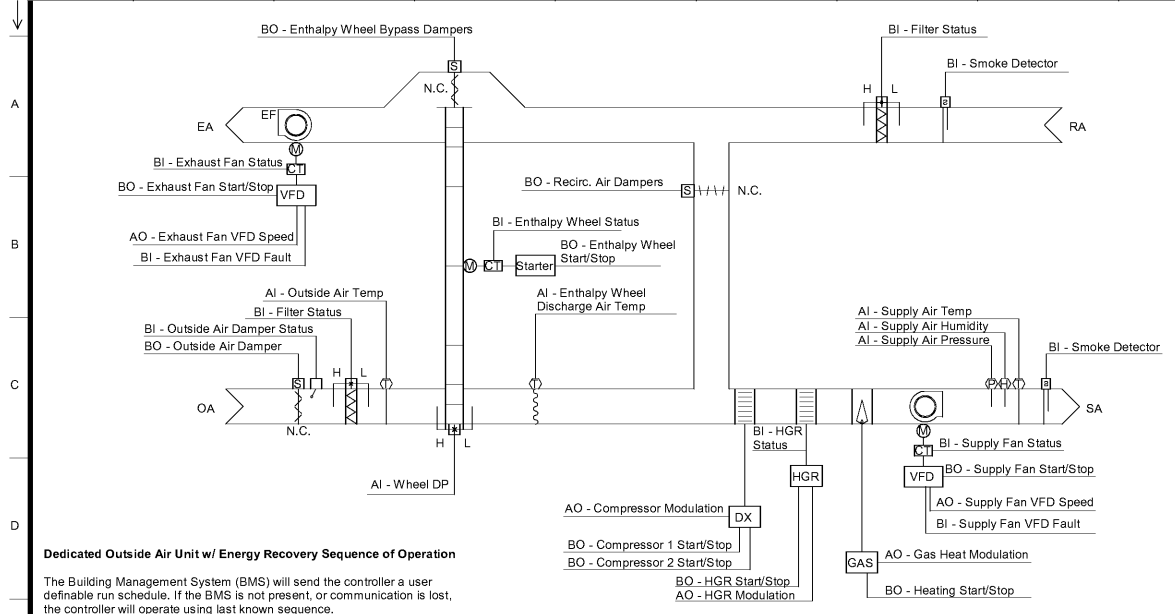 BO - Enthalpy Wheel Bypass Dampers
BI - Filter Status
BI - Smoke Detector
S
N.C.
H L
A
EF
EA
RA
M
BI - Exhaust Fan Status
CT
BO - Exhaust Fan Start/Stop
VFD
BO - Recirc. Air Dampers
S
N.C.
BI - Enthalpy Wheel Status
AO - Exhaust Fan VFD Speed
B
BO - Enthalpy Wheel
Start/Stop
BI - Exhaust Fan VFD Fault
M
CT
Starter
AI - Outside Air Temp
AI - Enthalpy Wheel
Discharge Air Temp
BI - Filter Status
AI - Supply Air Temp
BI - Outside Air Damper Status
AI - Supply Air Humidity
BO - Outside Air Damper
AI - Supply Air Pressure
BI - Smoke Detector
H L
C
S
T
T
P
H
T
OA
SA
N.C.
H L
BI - HGR
Status
M
BI - Supply Fan Status
CT
AI - Wheel DP
HGR
VFD
BO - Supply Fan Start/Stop
AO - Supply Fan VFD Speed
AO - Compressor Modulation
DX
BI - Supply Fan VFD Fault
D
BO - Compressor 1 Start/Stop
BO - Compressor 2 Start/Stop
GAS
AO - Gas Heat Modulation
BO - HGR Start/Stop
AO - HGR Modulation
BO - Heating Start/Stop
Dedicated Outside Air Unit w/ Energy Recovery Sequence of Operation
The Building Management System (BMS) will send the controller a user
definable run schedule. If the BMS is not present, or communication is lost,
the controller will operate using last known sequence.